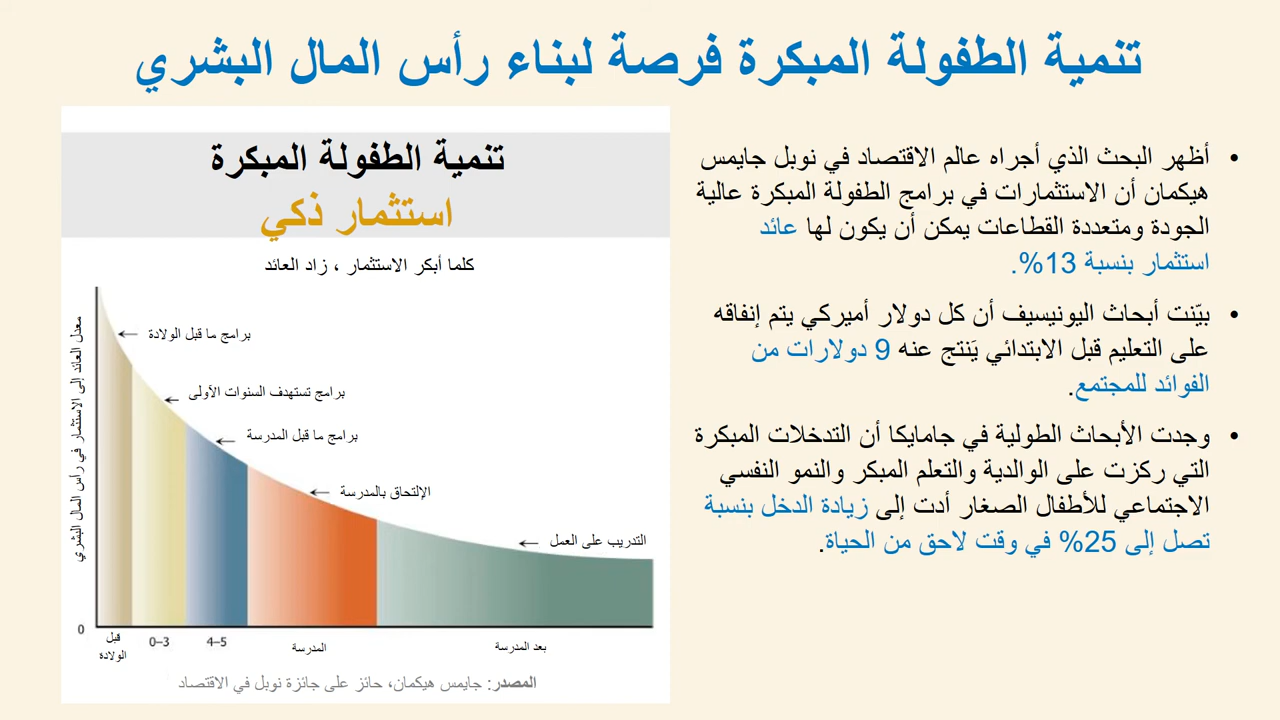 تنمية الطفولة المبكرة فرصة لبناء رأس المال البشري
• أظهر البحث الذي أجراه عالم الاقتصاد في نوبل جايمس
هيكمان أن الاستثمارات في برامج الطفولة المبكرة عالية
الجودة ومتعددة القطاعات يمكن أن يكون لها عائد
استثمار بنسبة 13%.
• بيّنت أبحاث اليونيسيف أن كل دولار أميركي يتم إنفاقه
على التعليم قبل الابتدائي يَنتج عنه 9 دولارات من
الفوائد للمجتمع.
• وجدت الأبحاث الطولية في جامايكا أن التدخلات المبكرة
التي ركزت على الوالدية والتعلم المبكر والنمو النفسي
الاجتماعي للأطفال الصغار أدت إلى زيادة الدخل بنسبة
تصل إلى 25% في وقت لاحق من الحياة.
تنمية الطفولة المبكرة
استثمار ذكي
كلما أبكر الاستثمار ، زاد العائد
معدل العائد إلى الاستثمار في رأس المال البشري
برامج ما قبل الولادة
برامج تستهدف السنوات الأولى
برامج ما قبل المدرسة
الإلتحاق بالمدرسة
التدريب على العمل
0
قبل
الولادة
0–3
4–5
المدرسة
بعد المدرسة
المصدر: جايمس هيكمان، حائز على جائزة نوبل في الاقتصاد